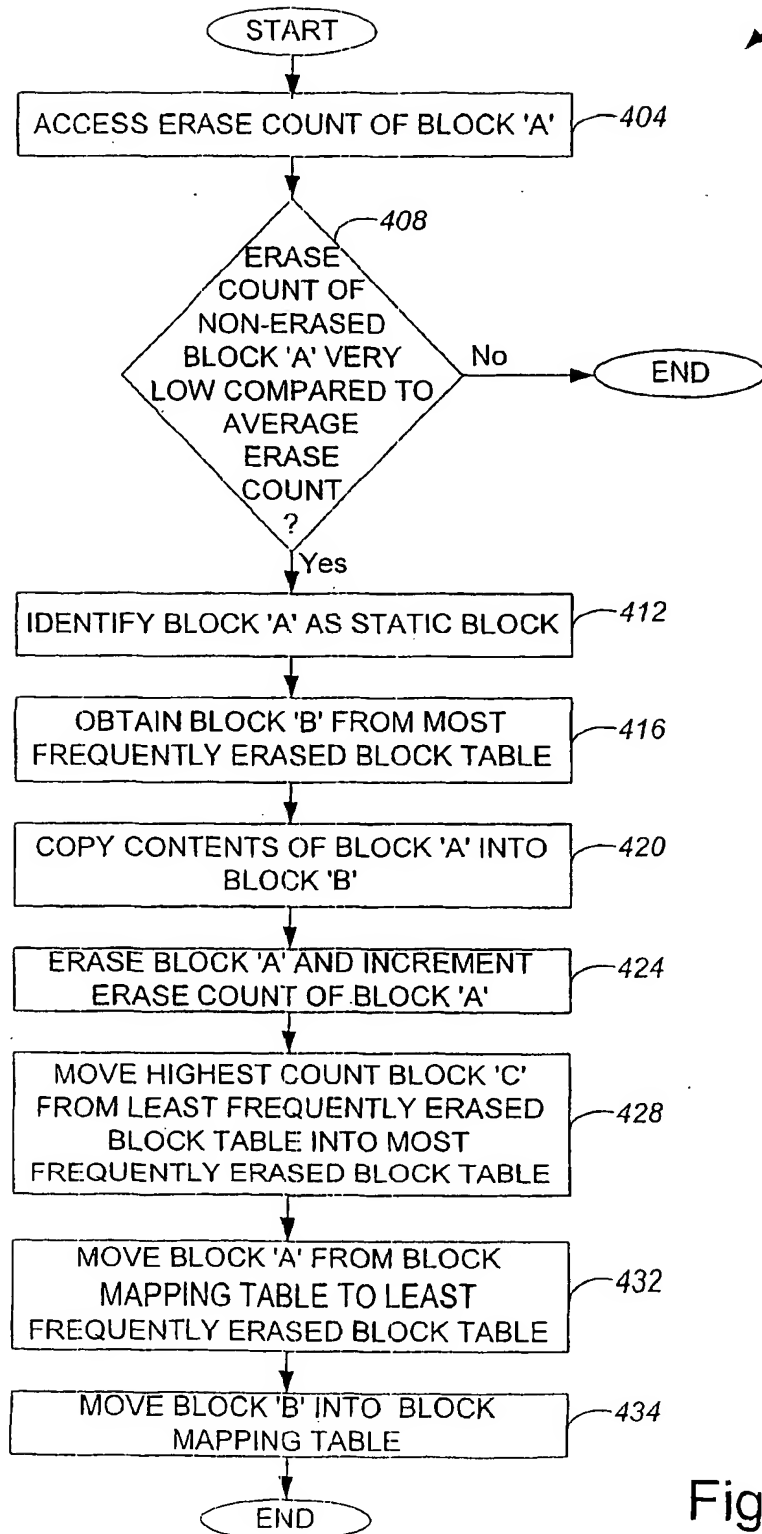 START
ACCESS ERASE COUNT OF BLOCK 'A'
404
408
ERASE
COUNT OF
NON-ERASED
BLOCK 'A' VERY
LOW COMPARED TO
AVERAGE
ERASE
COUNT
?
No
END
Yes
IDENTIFY BLOCK 'A' AS STATIC BLOCK
412
OBTAIN BLOCK 'B' FROM MOST
FREQUENTLY ERASED BLOCK TABLE
416
COPY CONTENTS OF BLOCK 'A' INTO
BLOCK 'B'
420
ERASE BLOCK 'A' AND INCREMENT
ERASE COUNT OF BLOCK 'A'
424
MOVE HIGHEST COUNT BLOCK 'C'
FROM LEAST FREQUENTLY ERASED
BLOCK TABLE INTO MOST
FREQUENTLY ERASED BLOCK TABLE
428
MOVE BLOCK 'A' FROM BLOCK
MAPPING TABLE TO LEAST
FREQUENTLY ERASED BLOCK TABLE
432
MOVE BLOCK 'B' INTO BLOCK
MAPPING TABLE
434
END
Fig